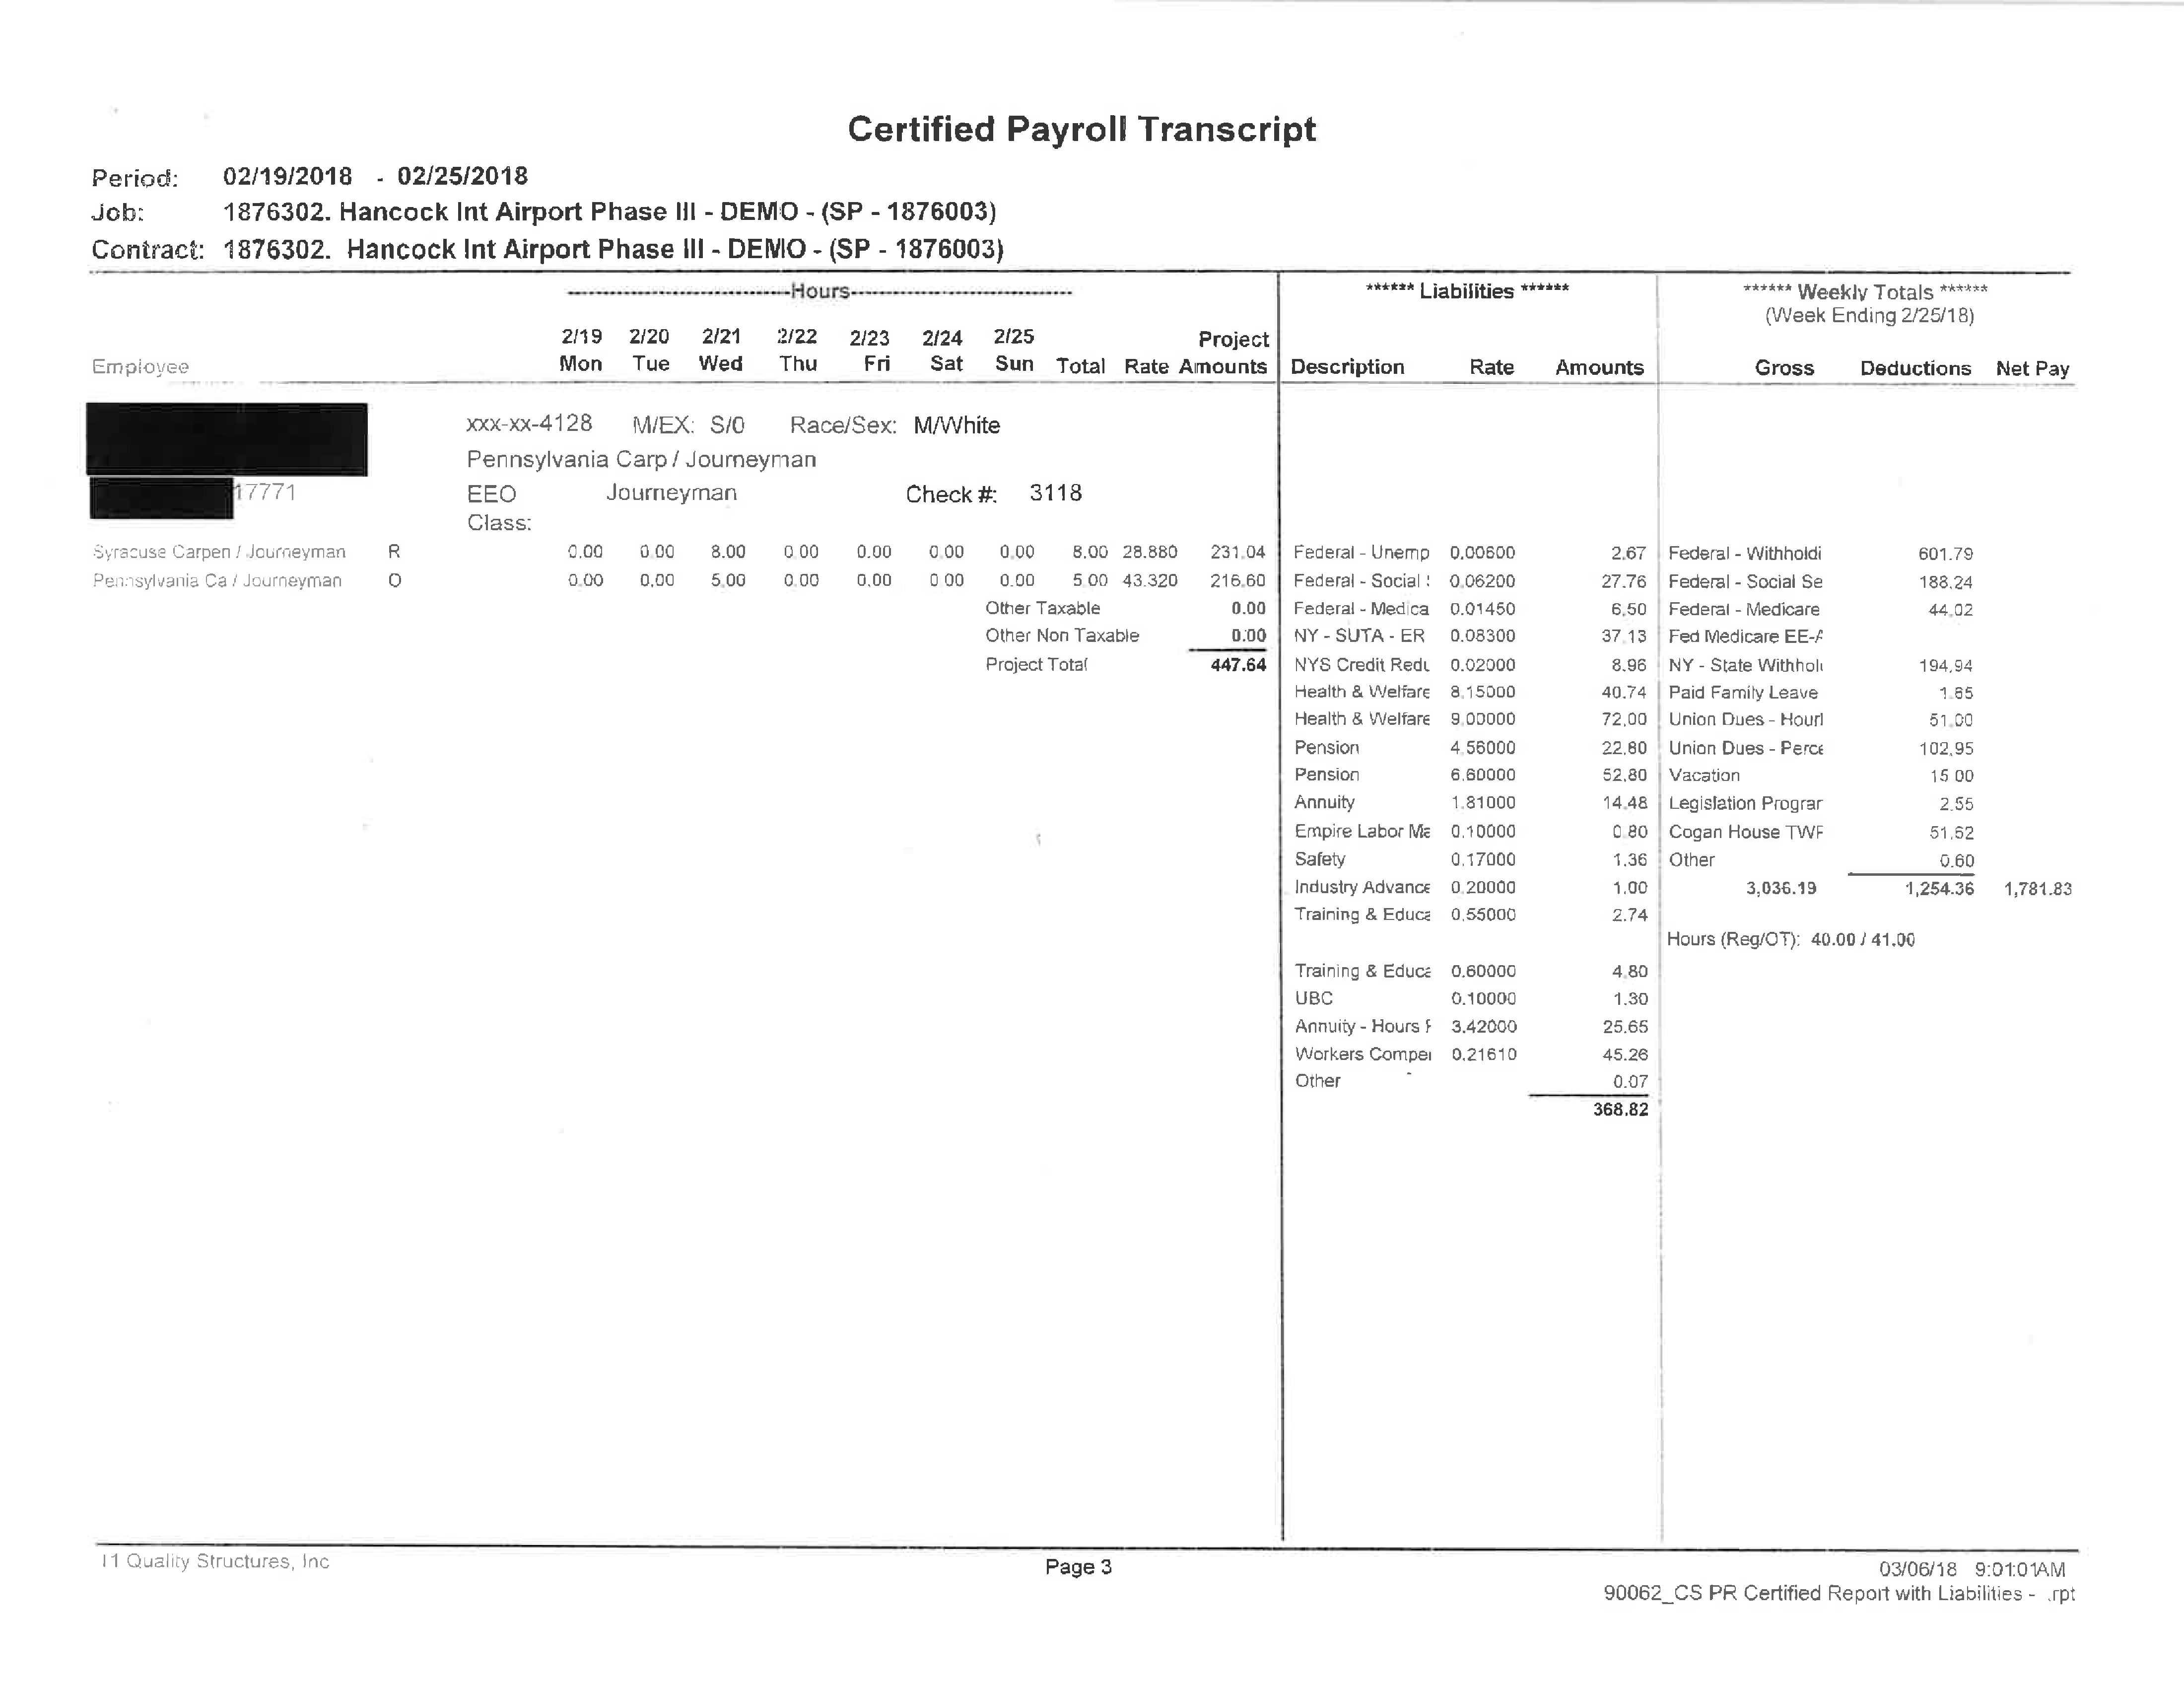 Certified Payroll Transcript
Period: 02/19/2018 - 02/25/2018
Job: 1876302. Hancock Int Airport Phase III - DEMO - (SP - 1876003)
Contract: 1876302. Hancock Int Airport Phase III - DEMO - (SP - 1876003)
Hours ****** Liabilities ****** ****** Weekly Totals ******
(Week Ending 2/25/18)
2/19 2/20 2/21 2/22 2/23 2/24 2/25 Project
Employee Mon Tue Wed Thu Fri Sat Sun Total Rate Amounts Description Rate Amounts Gross Deductions Net Pay
xxx-xx-4128 M/EX: S/0 Race/Sex: M/White
Pennsylvania Carp / Journeyman
17771 EEO Journeyman Check #: 3118
Class:
Syracuse Carpen / Journeyman R 0.00 0.00 8.00 0.00 0.00 0.00 0.00 8.00 28.880 231.04 Federal - Unemp 0.00600 2.67 Federal - Withholdi 601.79
Pennsylvania Ca / Journeyman O 0.00 0.00 5.00 0.00 0.00 0.00 0.00 5.00 43.320 216.60 Federal - Social 0.06200 27.76 Federal - Social Se 188.24
Other Taxable 0.00 Federal - Medica 0.01450 6.50 Federal - Medicare 44.02
Other Non Taxable 0.00 NY - SUTA - ER 0.08300 37.13 Fed Medicare EE-A
Project Total 447.64 NYS Credit Redu 0.02000 8.96 NY - State Withhol 194.94
Health & Welfare 8.15000 40.74 Paid Family Leave 1.65
Health & Welfare 9.00000 72.00 Union Dues - Hourl 51.00
Pension 4.56000 22.80 Union Dues - Perce 102.95
Pension 6.60000 52.80 Vacation 15.00
Annuity 1.81000 14.48 Legislation Prograr 2.55
Empire Labor Ma 0.10000 0.80 Cogan House TWF 51.62
Safety 0.17000 1.36 Other 0.60
Industry Advance 0.20000 1.00 3,036.19 1,254.36 1,781.83
Training & Educa 0.55000 2.74
Hours (Reg/OT): 40.00 / 41.00
Training & Educa 0.60000 4.80
UBC 0.10000 1.30
Annuity - Hours F 3.42000 25.65
Workers Compei 0.21610 45.26
Other 0.07
368.82
11 Quality Structures, Inc Page 3 03/06/18 9:01:01AM
90062_CS PR Certified Report with Liabilities - .rpt